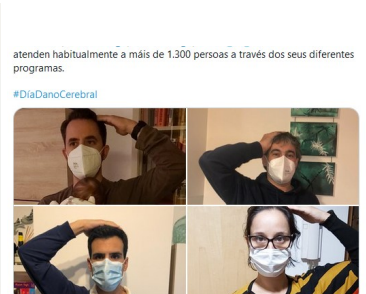 atenden habitualmente a máis de 1.300 persoas a través dos seus diferentes
programas.
#DíaDanoCerebral